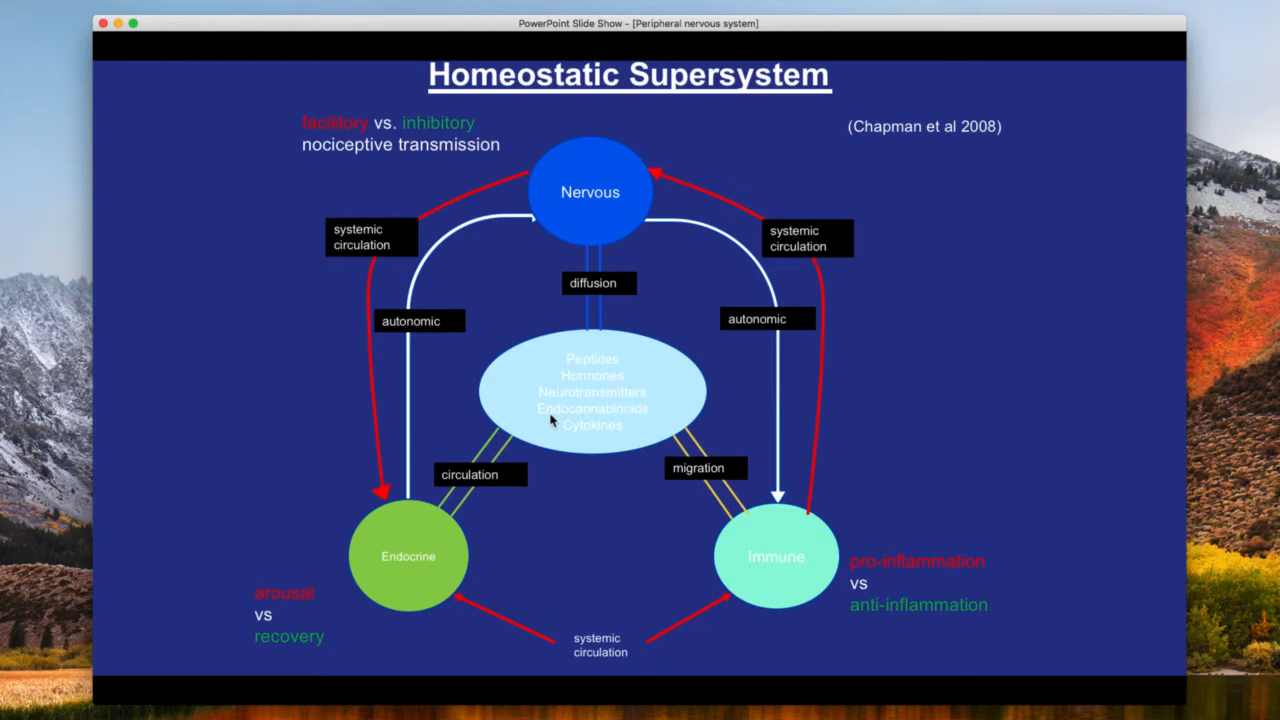 PowerPoint Slide Show - [Peripheral nervous system]
Homeostatic Supersystem
facilitory vs. inhibitory
nociceptive transmission
(Chapman et al 2008)
Nervous
systemic
circulation
systemic
circulation
diffusion
autonomic
autonomic
Peptides
Hormones
Neurotransmitters
Endocannabinoids
Cytokines
circulation
migration
Endocrine
Immune
pro-inflammation
vs
anti-inflammation
arousal
vs
recovery
systemic
circulation